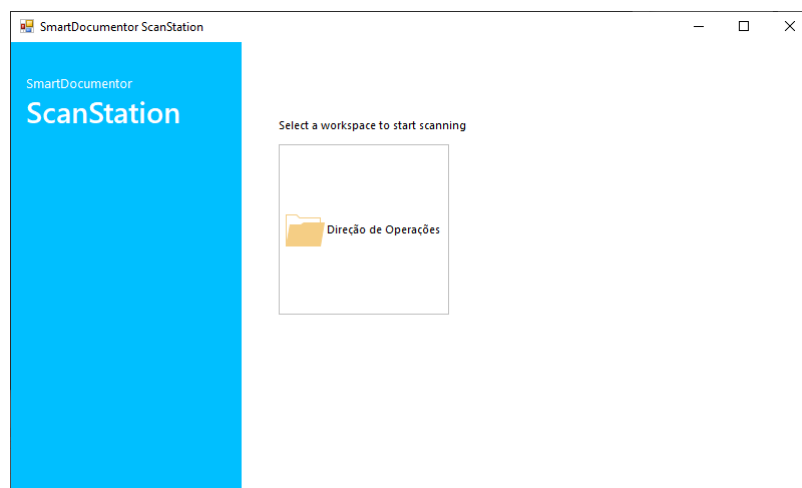 SmartDocumentor ScanStation
SmartDocumentor
ScanStation
Select a workspace to start scanning
Direção de Operações